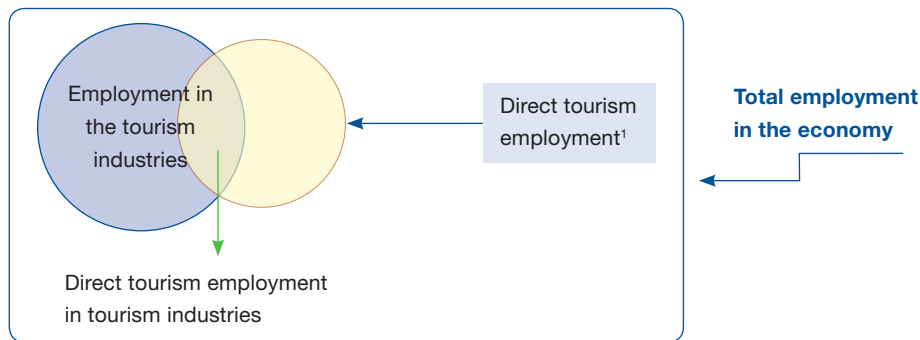 Employment in
the tourism
industries
Direct tourism
employment¹
Total employment
in the economy
Direct tourism employment
in tourism industries